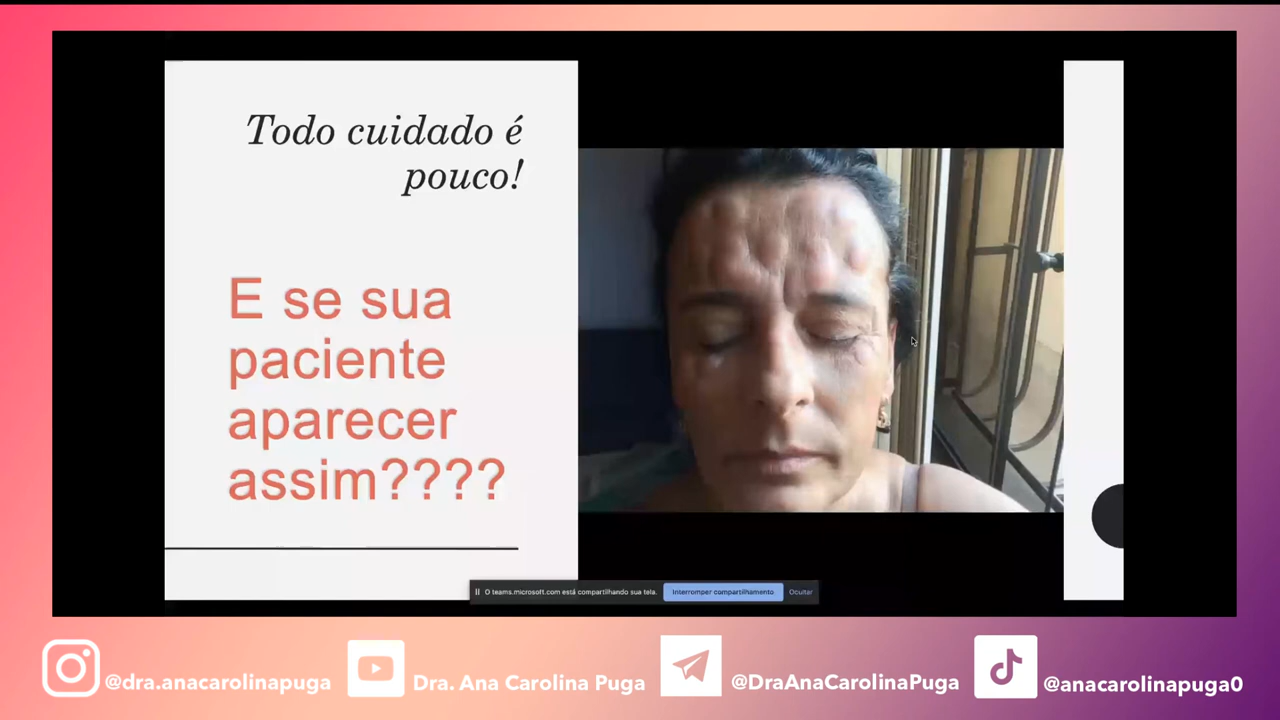 Todo cuidado é
pouco!
E se sua
paciente
aparecer
assim????
O teams.microsoft.com está compartilhando sua tela.
Interromper compartilhamento
Ocultar
@dra.anacarolinapuga
Dra. Ana Carolina Puga
@DraAnaCarolinaPuga
@anacarolinapuga0